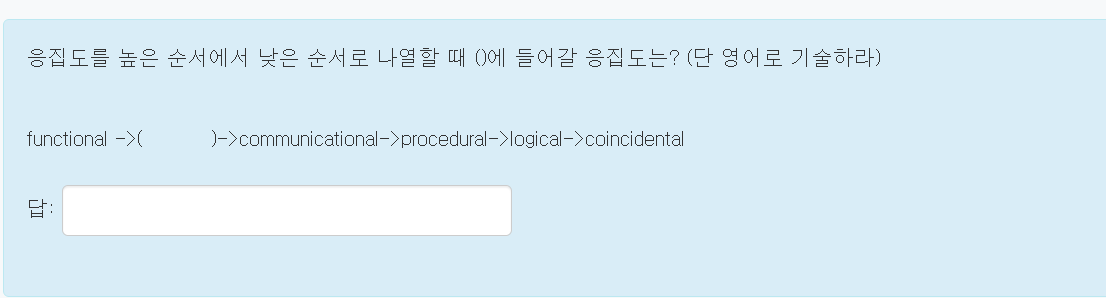 응집도를 높은 순서에서 낮은 순서로 나열할 때 ()에 들어갈 응집도는? (단 영어로 기술하라)
functional ->( )->communicational->procedural->logical->coincidental
답: